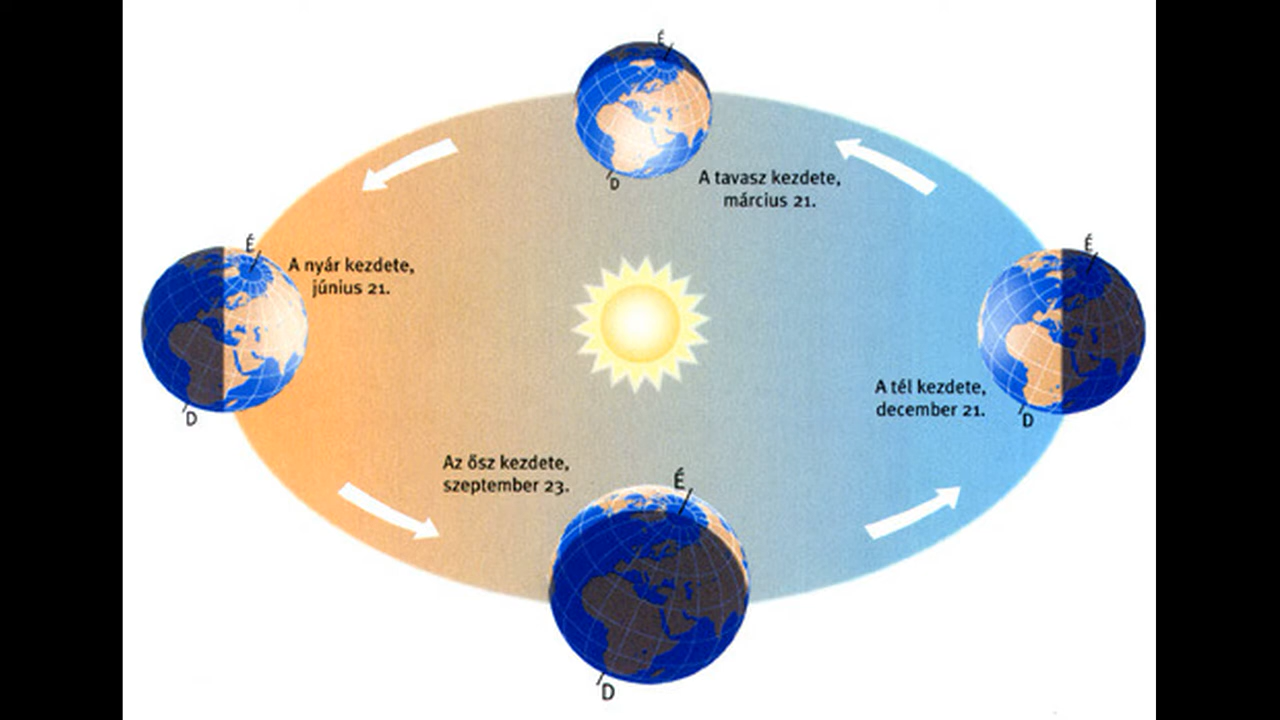 É
D
A tavasz kezdete,
március 21.
É
A nyár kezdete,
június 21.
D
É
A tél kezdete,
december 21.
D
Az ősz kezdete,
szeptember 23.
É
D